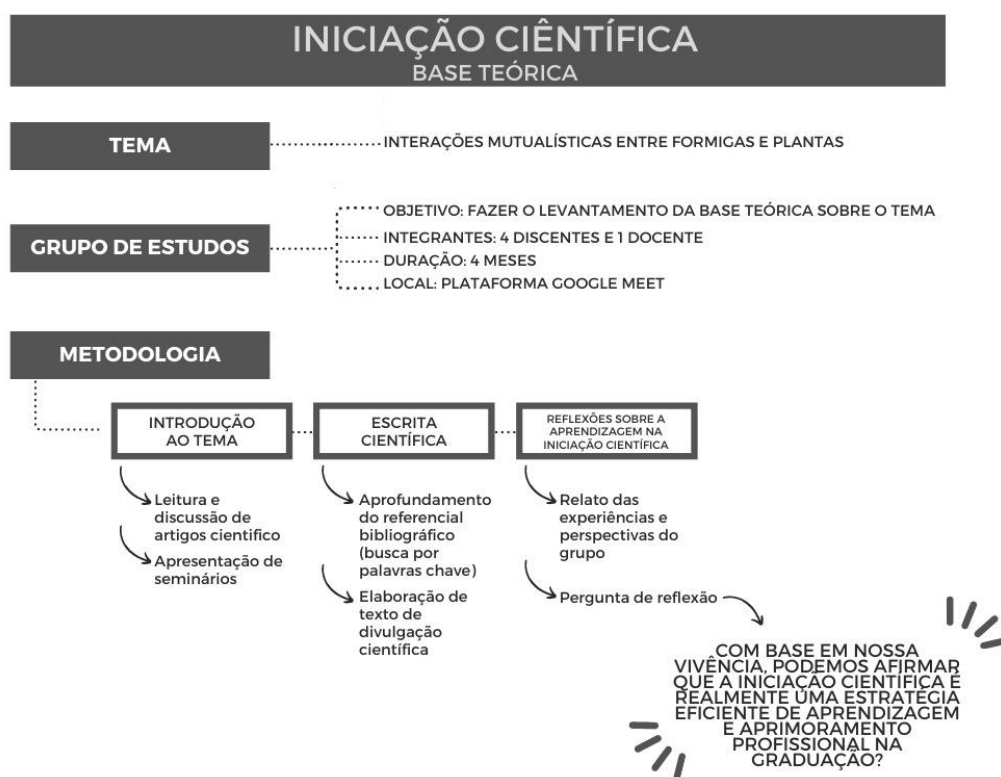 INICIAÇÃO CIÊNTÍFICA
BASE TEÓRICA
TEMA
INTERAÇÕES MUTUALÍSTICAS ENTRE FORMIGAS E PLANTAS
GRUPO DE ESTUDOS
OBJETIVO: FAZER O LEVANTAMENTO DA BASE TEÓRICA SOBRE O TEMA
INTEGRANTES: 4 DISCENTES E 1 DOCENTE
DURAÇÃO: 4 MESES
LOCAL: PLATAFORMA GOOGLE MEET
METODOLOGIA
INTRODUÇÃO
AO TEMA
Leitura e
discussão de
artigos cientifico
Apresentação de
seminários
ESCRITA
CIENTÍFICA
Aprofundamento
do referencial
bibliográfico
(busca por
palavras chave)
Elaboração de
texto de
divulgação
científica
REFLEXÕES SOBRE A
APRENDIZAGEM NA
INICIAÇÃO CIENTÍFICA
Relato das
experiências e
perspectivas do
grupo
Pergunta de reflexão
COM BASE EM NOSSA
VIVÊNCIA, PODEMOS AFIRMAR
QUE A INICIAÇÃO CIENTÍFICA É
REALMENTE UMA ESTRATÉGIA
EFICIENTE DE APRENDIZAGEM
E APRIMORAMENTO
PROFISSIONAL NA
GRADUAÇÃO?